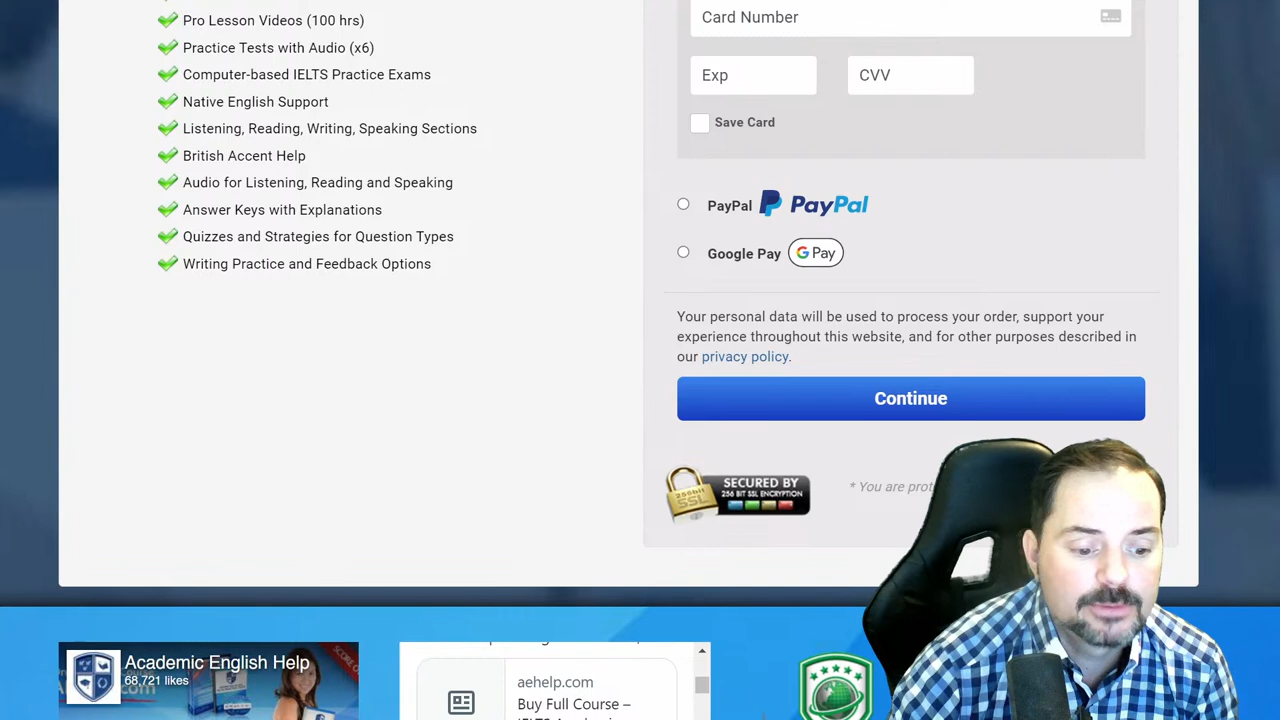 Pro Lesson Videos (100 hrs)
Practice Tests with Audio (x6)
Computer-based IELTS Practice Exams
Native English Support
Listening, Reading, Writing, Speaking Sections
British Accent Help
Audio for Listening, Reading and Speaking
Answer Keys with Explanations
Quizzes and Strategies for Question Types
Writing Practice and Feedback Options
Card Number
Exp
CVV
Save Card
PayPal PayPal
Google Pay G Pay
Your personal data will be used to process your order, support your
experience throughout this website, and for other purposes described in
our privacy policy.
Continue
256bit
SSL
SECURED BY
256 BIT SSL ENCRYPTION
* You are
Academic English Help
68,721 likes
aehelp.com
Buy Full Course –